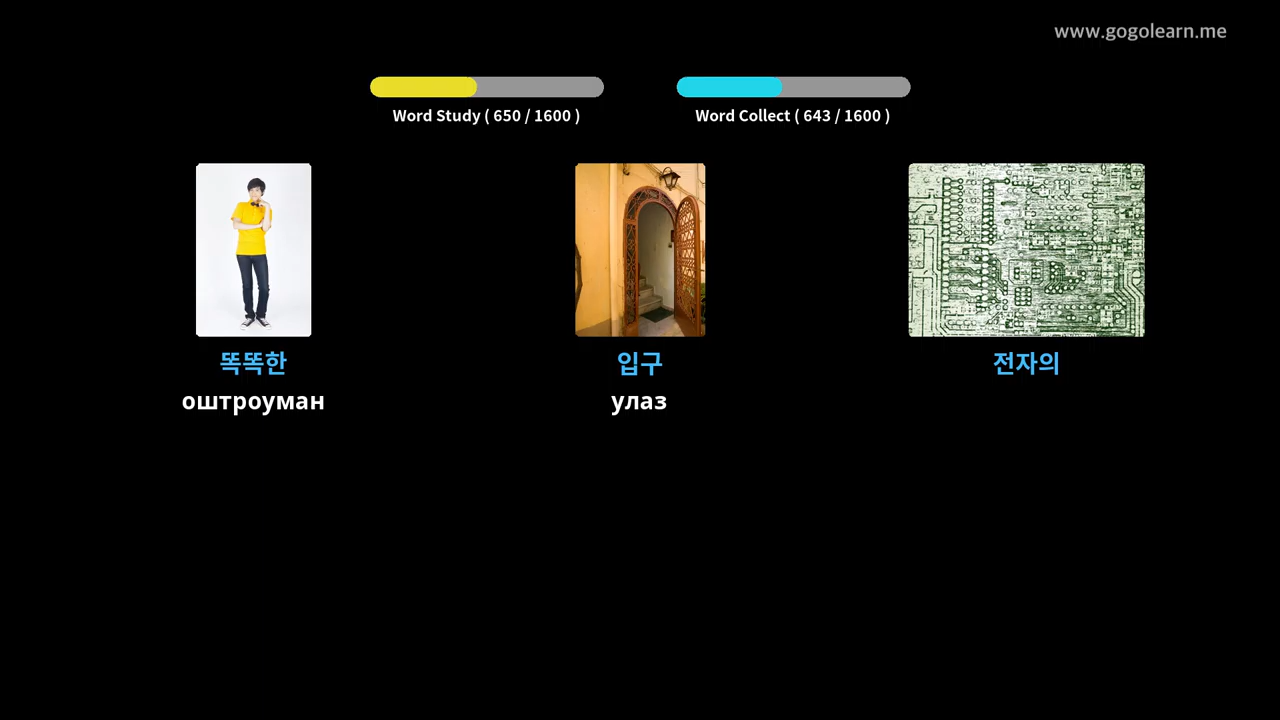 www.gogolearn.me
Word Study ( 650 / 1600 )
Word Collect ( 643 / 1600 )
똑똑한
입구
전자의
оштроуман
улаз